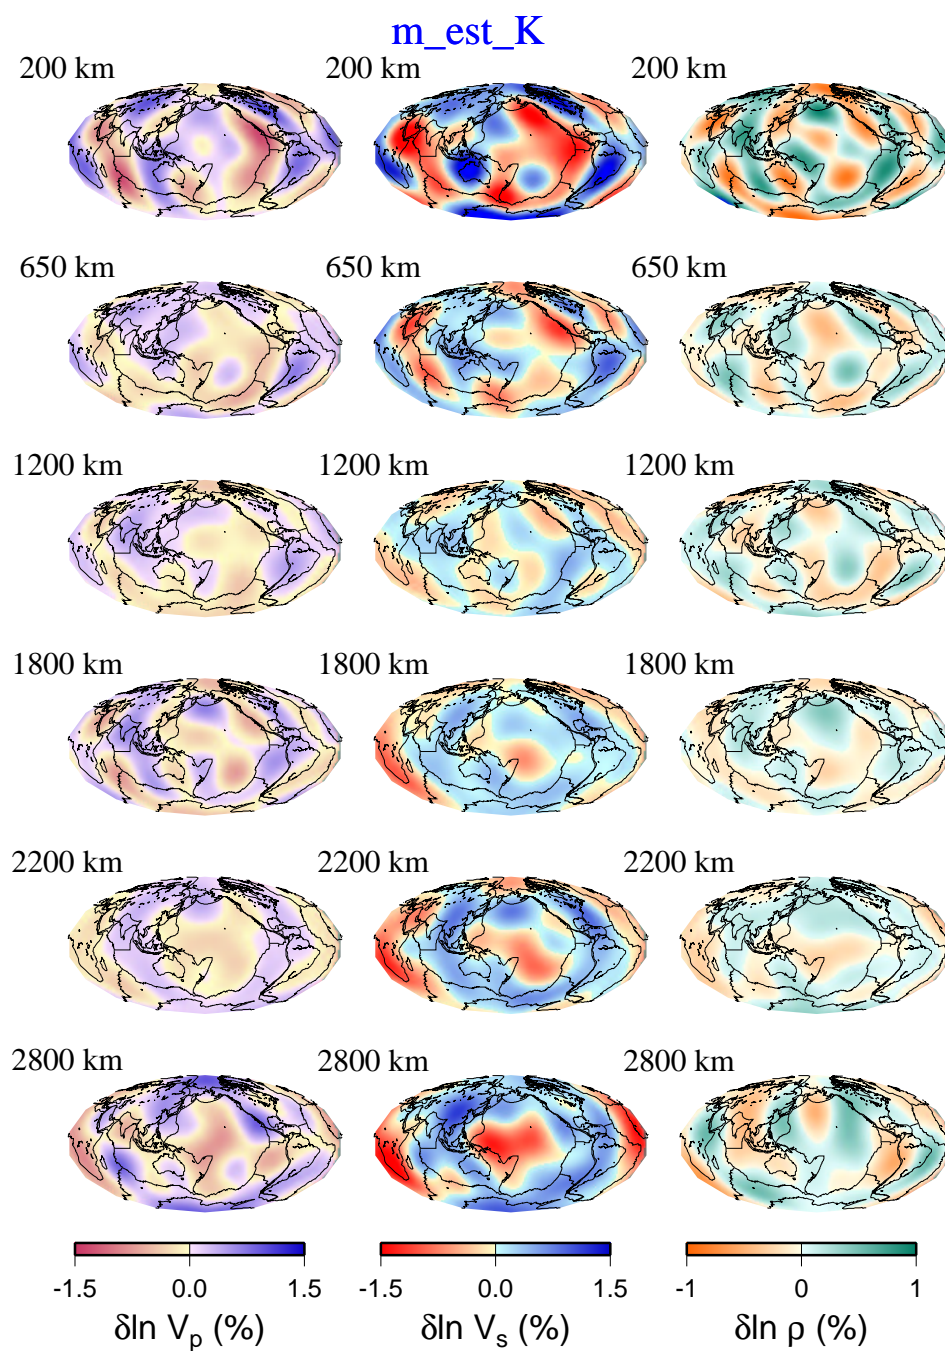 m_est_K
200 km 200 km 200 km
650 km 650 km 650 km
1200 km 1200 km 1200 km
1800 km 1800 km 1800 km
2200 km 2200 km 2200 km
2800 km 2800 km 2800 km
-1.5 0.0 1.5 -1.5 0.0 1.5 -1 0 1
δln Vp (%) δln Vs (%) δln ρ (%)